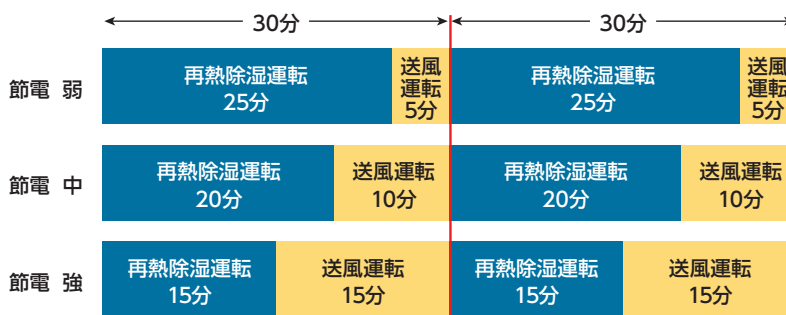 30分 30分
節電 弱
再熱除湿運転
25分
送風
運転
5分
再熱除湿運転
25分
送風
運転
5分
節電 中
再熱除湿運転
20分
送風運転
10分
再熱除湿運転
20分
送風運転
10分
節電 強
再熱除湿運転
15分
送風運転
15分
再熱除湿運転
15分
送風運転
15分